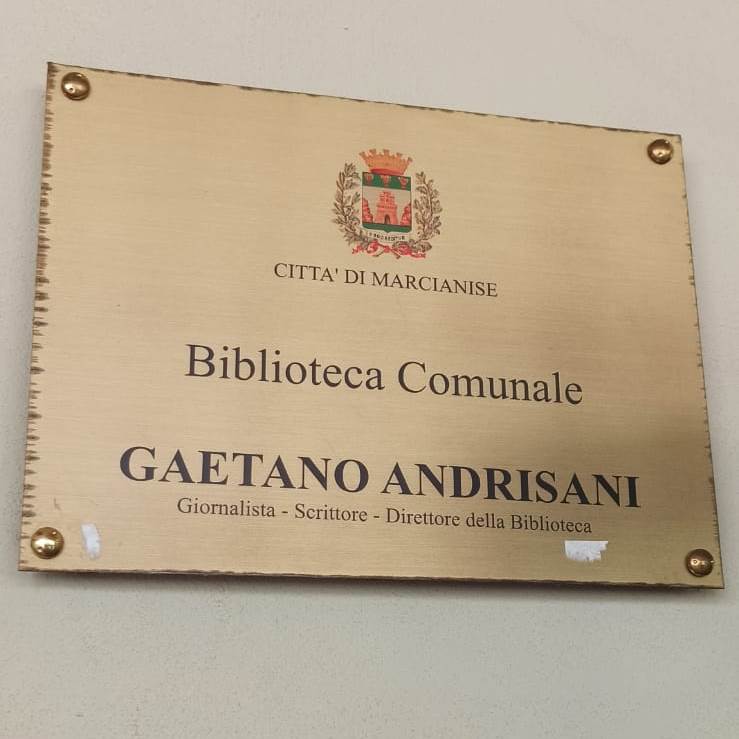 CITTA' DI MARCIANISE
Biblioteca Comunale
GAETANO ANDRISANI
Giornalista - Scrittore - Direttore della Biblioteca